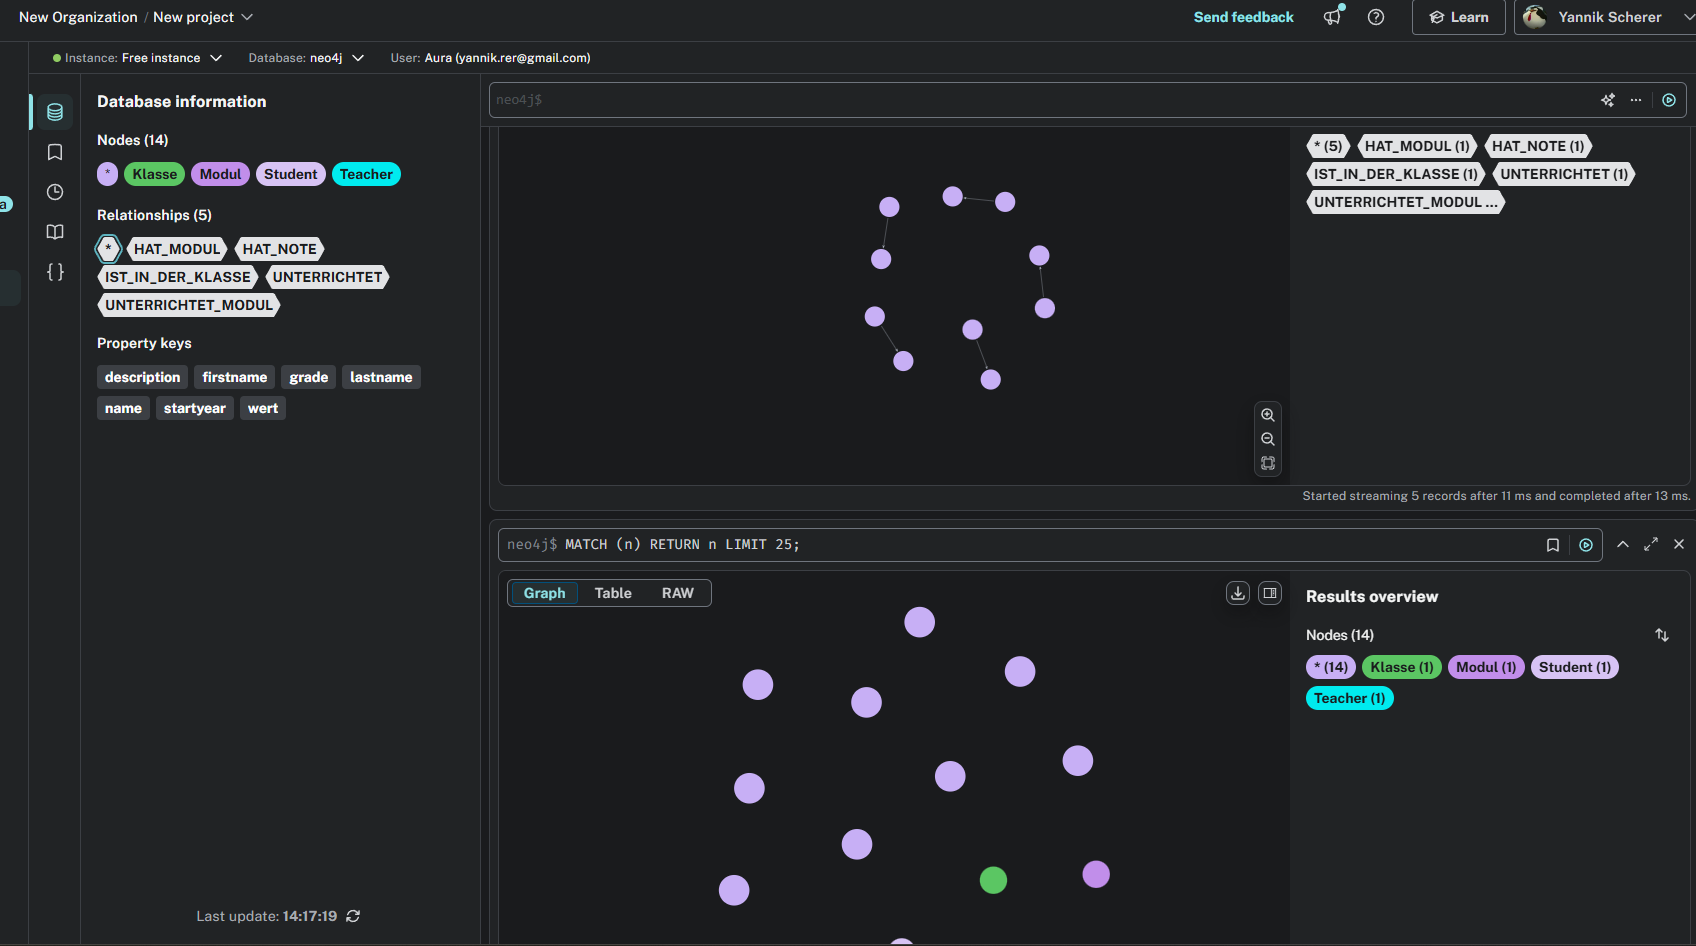 New Organization / New project
Send feedback
Learn
Yannik Scherer
Instance: Free instance
Database: neo4j
User: Aura (yannik.rer@gmail.com)
a
Database information
Nodes (14)
* Klasse Modul Student Teacher
Relationships (5)
* HAT_MODUL HAT_NOTE
IST_IN_DER_KLASSE UNTERRICHTET
UNTERRICHTET_MODUL
Property keys
description firstname grade lastname
name startyear wert
Last update: 14:17:19
neo4j$
* (5) HAT_MODUL (1) HAT_NOTE (1)
IST_IN_DER_KLASSE (1) UNTERRICHTET (1)
UNTERRICHTET_MODUL ...
Started streaming 5 records after 11 ms and completed after 13 ms.
neo4j$ MATCH (n) RETURN n LIMIT 25;
Graph Table RAW
Results overview
Nodes (14)
* (14) Klasse (1) Modul (1) Student (1)
Teacher (1)